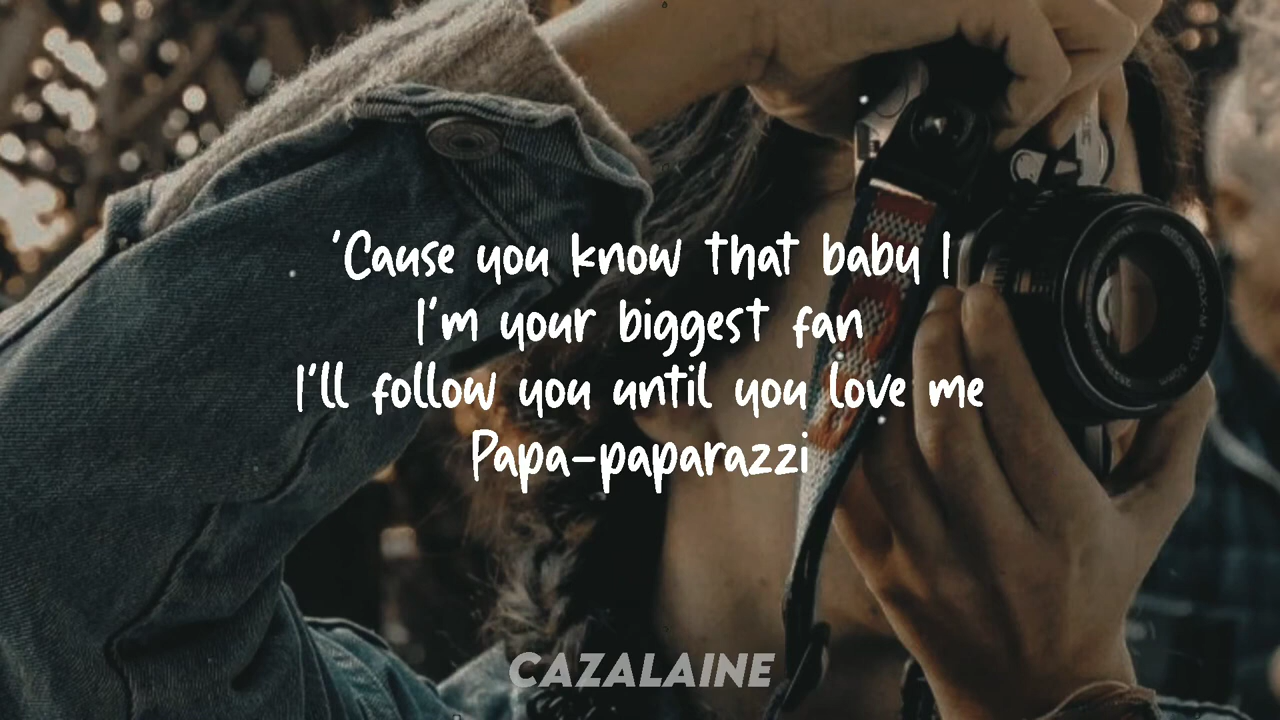 'Cause you know that baby I
I'm your biggest fan
I'll follow you until you love me
Papa-paparazzi
CAZALAINE